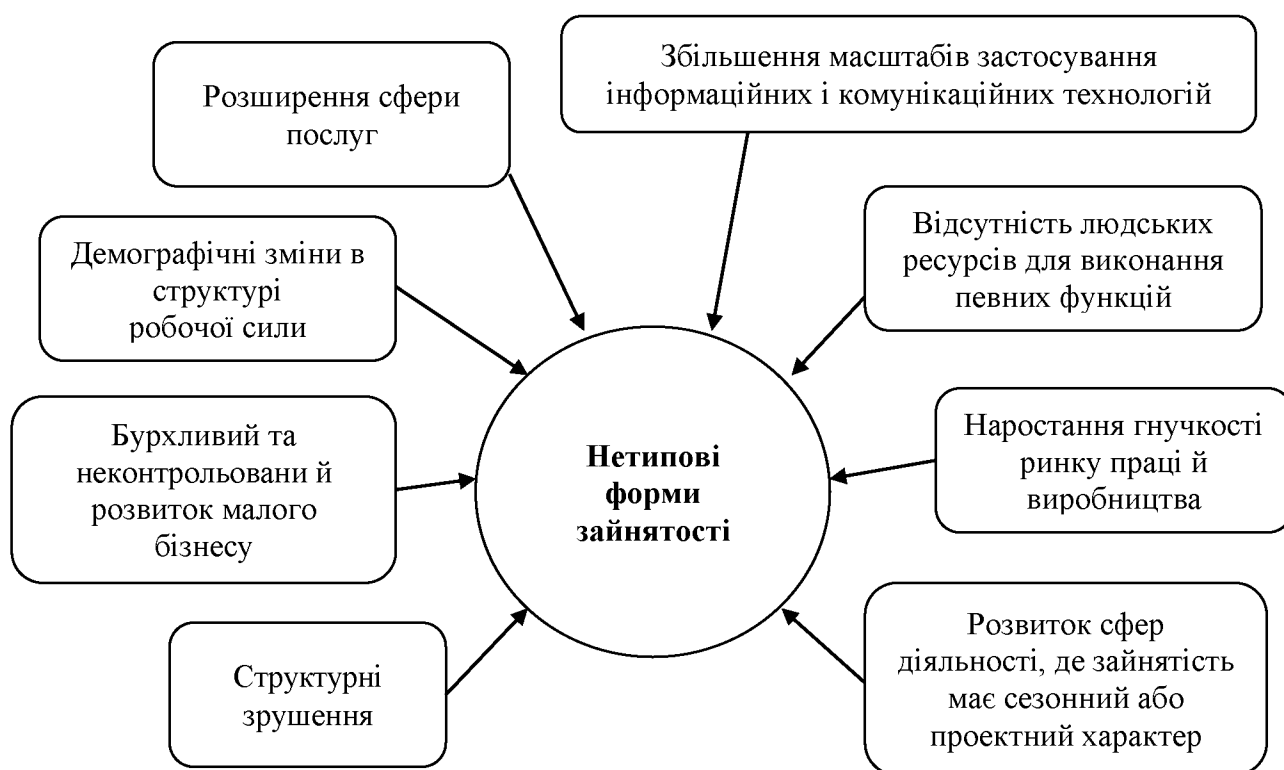 Розширення сфери
послуг
Збільшення масштабів застосування
інформаційних і комунікаційних технологій
Демографічні зміни в
структурі
робочої сили
Відсутність людських
ресурсів для виконання
певних функцій
Бурхливий та
неконтрольовани й
розвиток малого
бізнесу
Нетипові
форми
зайнятості
Наростання гнучкості
ринку праці й
виробництва
Структурні
зрушення
Розвиток сфер
діяльності, де зайнятість
має сезонний або
проектний характер